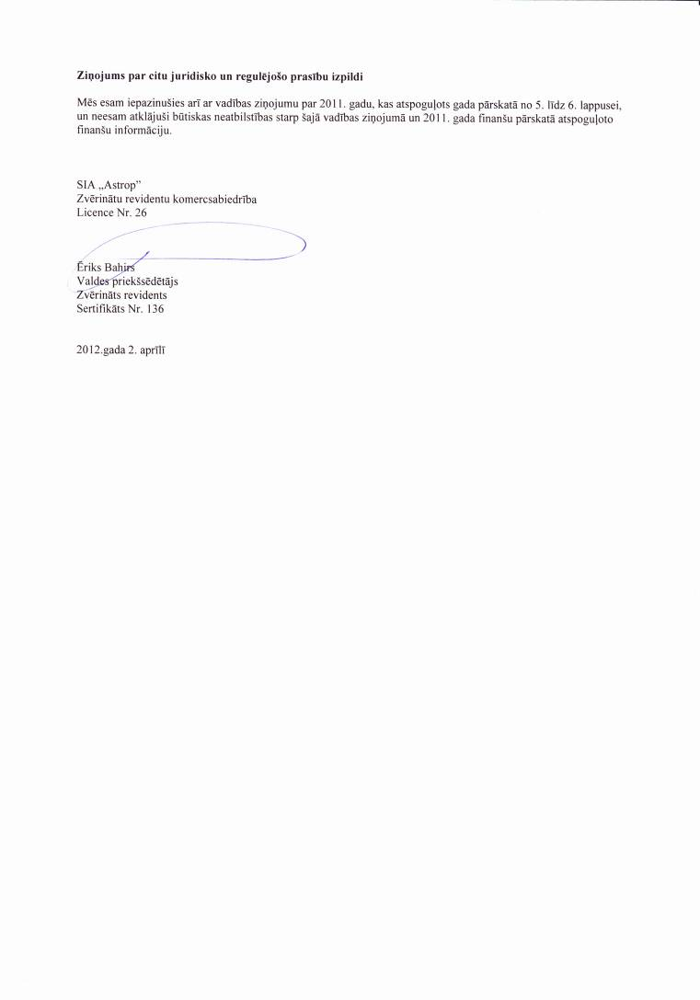 Ziņojums par citu juridisko un regulējošo prasību izpildi
Mēs esam iepazinušies arī ar vadības ziņojumu par 2011. gadu, kas atspoguļots gada pārskatā no 5. līdz 6. lappusei,
un neesam atklājuši būtiskas neatbilstības starp šajā vadības ziņojumā un 2011. gada finanšu pārskatā atspoguļoto
finanšu informāciju.
SIA „Astrop”
Zvērinātu revidentu komercsabiedrība
Licence Nr. 26
Ēriks Bahirs
Valdes priekšsēdētājs
Zvērināts revidents
Sertifikāts Nr. 136
2012.gada 2. aprīlī